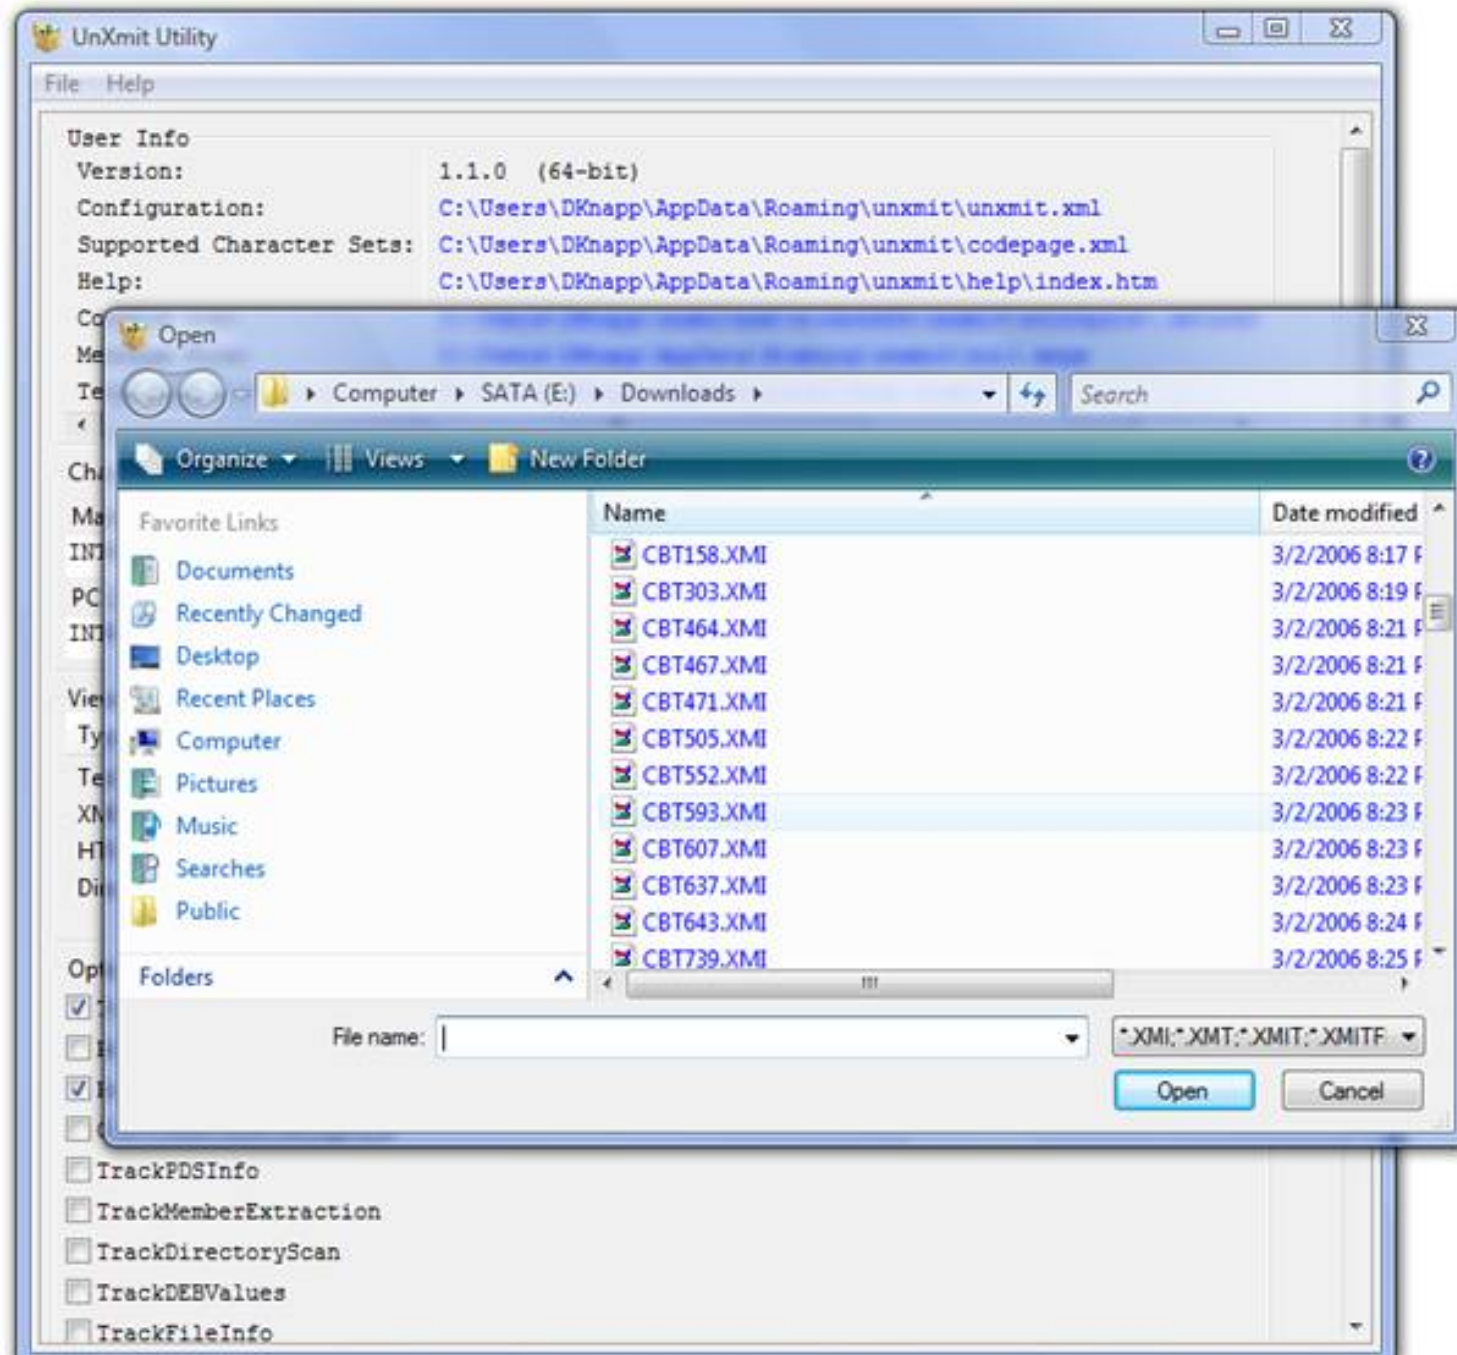 UnXmit Utility
File Help
User Info
Version: 1.1.0 (64-bit)
Configuration: C:\Users\DKnapp\AppData\Roaming\unxmit\unxmit.xml
Supported Character Sets: C:\Users\DKnapp\AppData\Roaming\unxmit\codepage.xml
Help: C:\Users\DKnapp\AppData\Roaming\unxmit\help\index.htm
Open
Computer SATA (E:) Downloads
Search
Organize Views New Folder
Favorite Links
Documents
Recently Changed
Desktop
Recent Places
Computer
Pictures
Music
Searches
Public
Folders
Name Date modified
CBT158.XMI 3/2/2006 8:17 P
CBT303.XMI 3/2/2006 8:19 P
CBT464.XMI 3/2/2006 8:21 P
CBT467.XMI 3/2/2006 8:21 P
CBT471.XMI 3/2/2006 8:21 P
CBT505.XMI 3/2/2006 8:22 P
CBT552.XMI 3/2/2006 8:22 P
CBT593.XMI 3/2/2006 8:23 P
CBT607.XMI 3/2/2006 8:23 P
CBT637.XMI 3/2/2006 8:23 P
CBT643.XMI 3/2/2006 8:24 P
CBT739.XMI 3/2/2006 8:25 P
File name:
*.XMI;*.XMT;*.XMIT;*.XMITF
Open Cancel
TrackPDSInfo
TrackMemberExtraction
TrackDirectoryScan
TrackDEBValues
TrackFileInfo